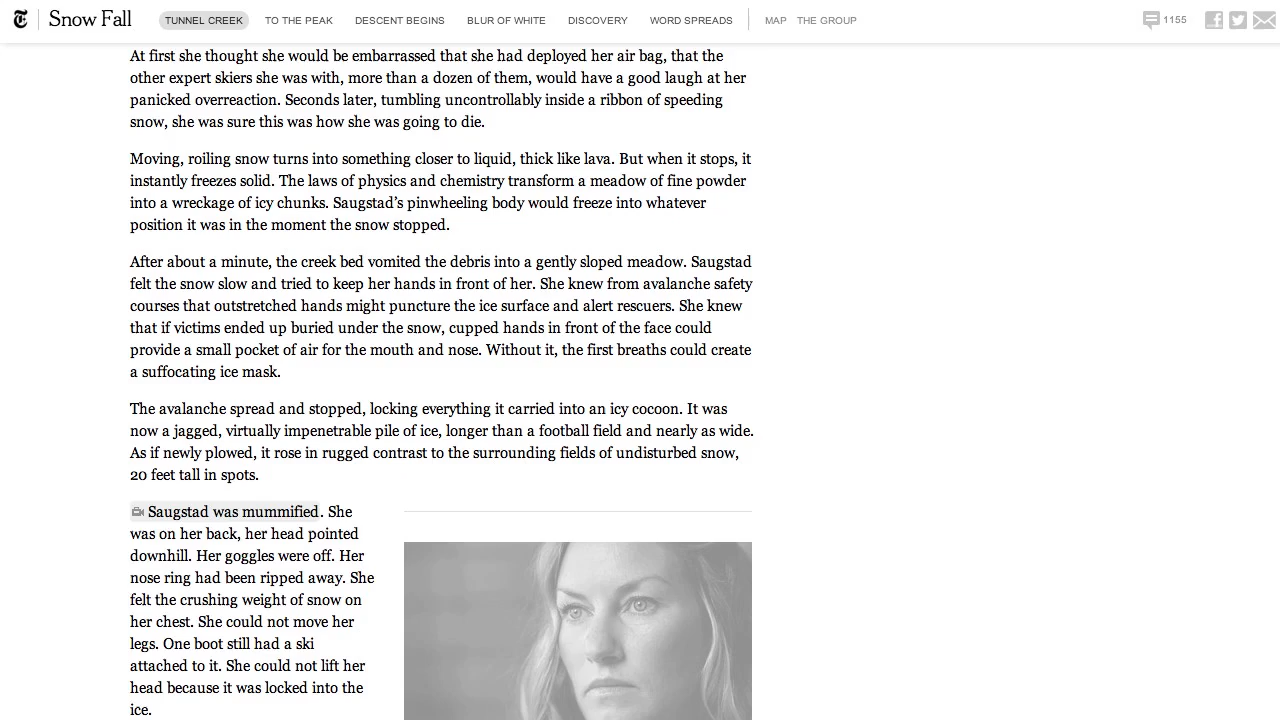 Snow Fall
TUNNEL CREEK
TO THE PEAK
DESCENT BEGINS
BLUR OF WHITE
DISCOVERY
WORD SPREADS
MAP
THE GROUP
1155
At first she thought she would be embarrassed that she had deployed her air bag, that the
other expert skiers she was with, more than a dozen of them, would have a good laugh at her
panicked overreaction. Seconds later, tumbling uncontrollably inside a ribbon of speeding
snow, she was sure this was how she was going to die.
Moving, roiling snow turns into something closer to liquid, thick like lava. But when it stops, it
instantly freezes solid. The laws of physics and chemistry transform a meadow of fine powder
into a wreckage of icy chunks. Saugstad’s pinwheeling body would freeze into whatever
position it was in the moment the snow stopped.
After about a minute, the creek bed vomited the debris into a gently sloped meadow. Saugstad
felt the snow slow and tried to keep her hands in front of her. She knew from avalanche safety
courses that outstretched hands might puncture the ice surface and alert rescuers. She knew
that if victims ended up buried under the snow, cupped hands in front of the face could
provide a small pocket of air for the mouth and nose. Without it, the first breaths could create
a suffocating ice mask.
The avalanche spread and stopped, locking everything it carried into an icy cocoon. It was
now a jagged, virtually impenetrable pile of ice, longer than a football field and nearly as wide.
As if newly plowed, it rose in rugged contrast to the surrounding fields of undisturbed snow,
20 feet tall in spots.
Saugstad was mummified. She
was on her back, her head pointed
downhill. Her goggles were off. Her
nose ring had been ripped away. She
felt the crushing weight of snow on
her chest. She could not move her
legs. One boot still had a ski
attached to it. She could not lift her
head because it was locked into the
ice.